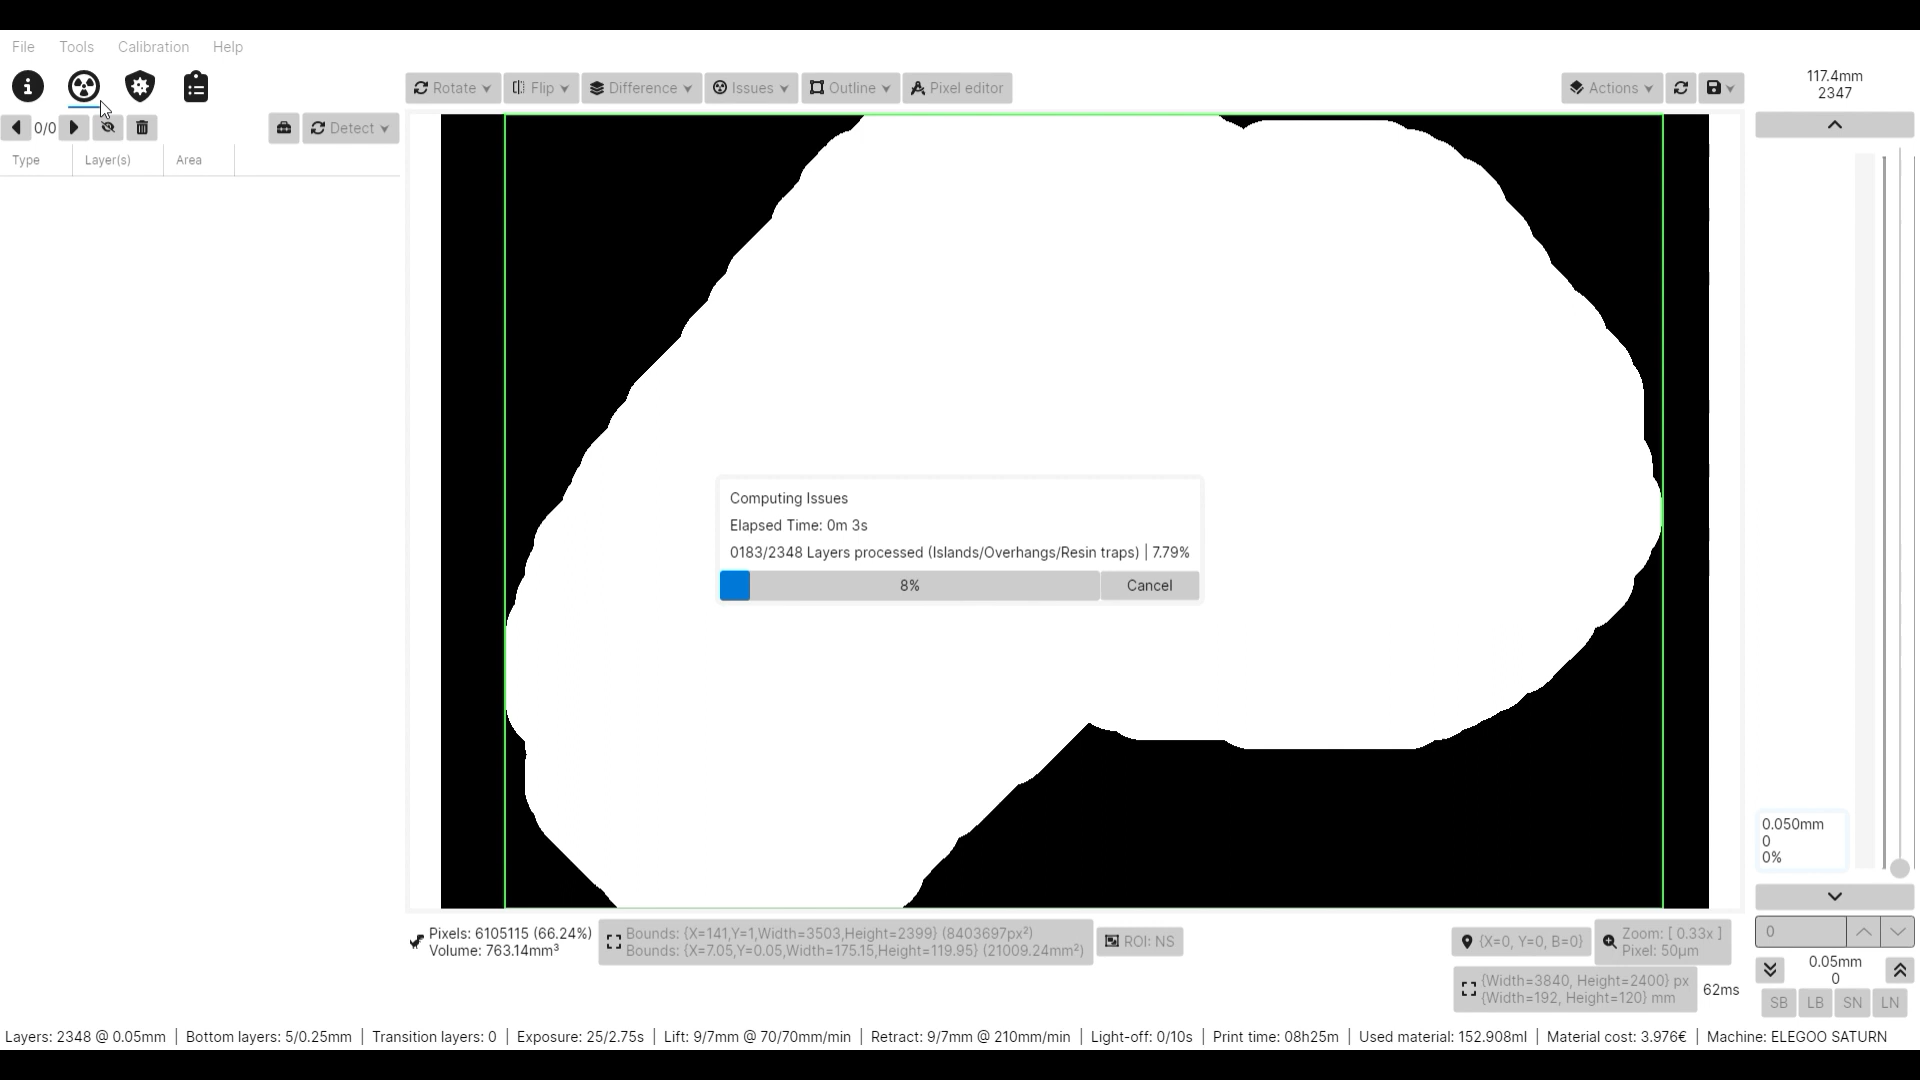 File Tools Calibration Help
Rotate Flip Difference Issues Outline Pixel editor Actions
117.4mm
2347
0/0 Detect
Type Layer(s) Area
Computing Issues
Elapsed Time: 0m 3s
0183/2348 Layers processed (Islands/Overhangs/Resin traps) | 7.79%
8% Cancel
0.050mm
0
0%
Pixels: 6105115 (66.24%)
Volume: 763.14mm³
Bounds: {X=141,Y=1,Width=3503,Height=2399} (8403697px²)
Bounds: {X=7.05,Y=0.05,Width=175.15,Height=119.95} (21009.24mm²)
ROI: NS
{X=0, Y=0, B=0}
Zoom: [ 0.33x ]
Pixel: 50µm
0
0.05mm
0
{Width=3840, Height=2400} px
{Width=192, Height=120} mm
62ms
SB LB SN LN
Layers: 2348 @ 0.05mm | Bottom layers: 5/0.25mm | Transition layers: 0 | Exposure: 25/2.75s | Lift: 9/7mm @ 70/70mm/min | Retract: 9/7mm @ 210mm/min | Light-off: 0/10s | Print time: 08h25m | Used material: 152.908ml | Material cost: 3.976€ | Machine: ELEGOO SATURN